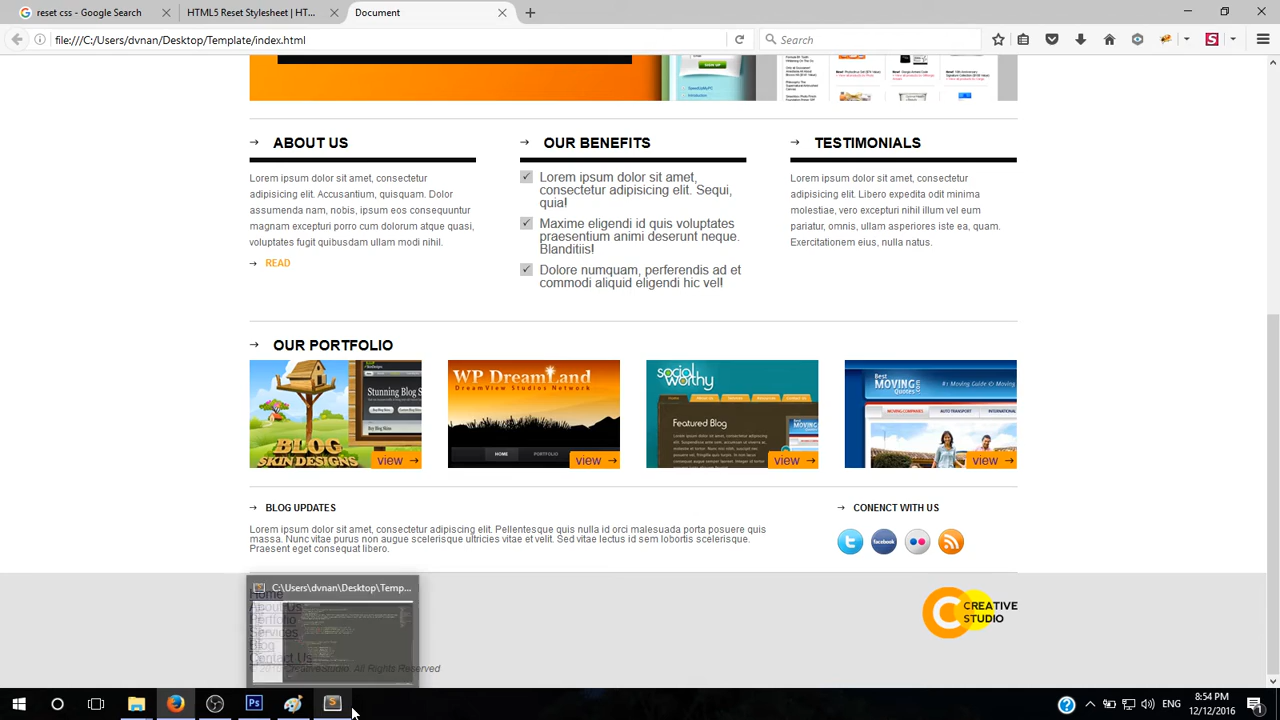 reset css - Google Search
HTML5 Reset Stylesheet | HT...
Document
file:///C:/Users/dvnan/Desktop/Template/index.html
Search
SIGN UP
ABOUT US
OUR BENEFITS
TESTIMONIALS
Lorem ipsum dolor sit amet, consectetur
adipisicing elit. Accusantium, quisquam. Dolor
assumenda nam, nobis, ipsum eos consequuntur
magnam excepturi porro cum dolorum atque quasi,
voluptates fugit quibusdam ullam modi nihil.
READ
Lorem ipsum dolor sit amet,
consectetur adipisicing elit. Sequi,
quia!
Maxime eligendi id quis voluptates
praesentium animi deserunt neque.
Blanditiis!
Dolore numquam, perferendis ad et
commodi aliquid eligendi hic vel!
Lorem ipsum dolor sit amet, consectetur
adipisicing elit. Libero expedita odit minima
molestiae, vero excepturi nihil illum vel eum
pariatur, omnis, ullam asperiores iste ea, quam.
Exercitationem eius, nulla natus.
OUR PORTFOLIO
Stunning Blog S
BLOG
view
WP DreamLand
DreamView Studios Network
HOME
PORTFOLIO
view
social
worthy
Featured Blog
view
Best
MOVING
Quotes.com
#1 Moving Guide & Movin
MOVING COMPANIES
AUTO TRANSPORT
INTERNATIONAL
view
BLOG UPDATES
CONENCT WITH US
Lorem ipsum dolor sit amet, consectetur adipiscing elit. Pellentesque quis nulla id orci malesuada porta posuere quis
massa. Nunc vitae purus non augue scelerisque ultricies vitae et velit. Sed vitae lectus id sem lobortis scelerisque.
Praesent eget consequat libero.
facebook
C:\Users\dvnan\Desktop\Temp...
Home
About Us
Portfolio
Services
Blog
Contact Us
All Rights Reserved
CREATIVE
STUDIO
Ps
ENG
8:54 PM
12/12/2016